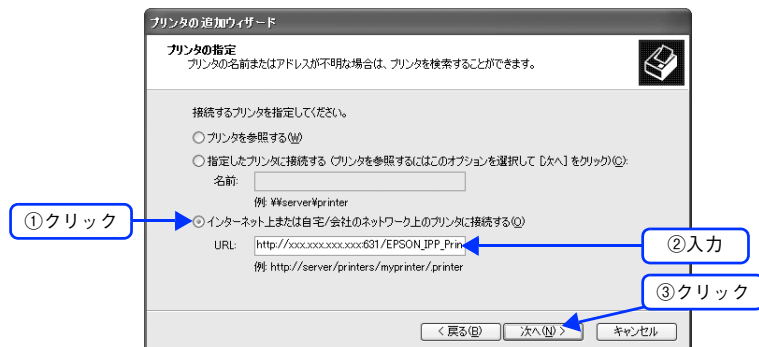 プリンタの追加ウィザード
プリンタの指定
プリンタの名前またはアドレスが不明な場合は、プリンタを検索することができます。
接続するプリンタを指定してください。
プリンタを参照する(W)
指定したプリンタに接続する (プリンタを参照するにはこのオプションを選択して [次へ] をクリック)(C):
名前:
例: ¥¥server¥printer
①クリック
インターネット上または自宅/会社のネットワーク上のプリンタに接続する(O)
URL: http://xxx.xxx.xxx.xxx:631/EPSON_IPP_Prin
②入力
例: http://server/printers/myprinter/.printer
③クリック
< 戻る(B) 次へ(N) > キャンセル